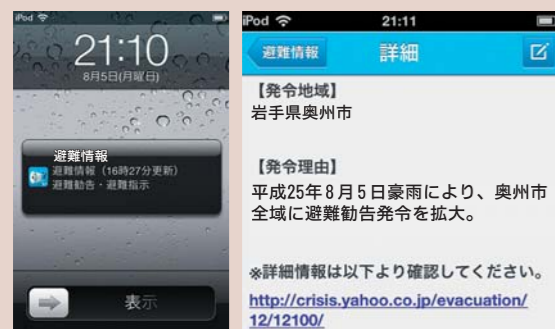 iPod
21:10
8月5日(月曜日)
避難情報
避難情報（16時27分更新）
避難勧告・避難指示
表示
iPod
21:11
避難情報
詳細
【発令地域】
岩手県奥州市
【発令理由】
平成25年8月5日豪雨により、奥州市
全域に避難勧告発令を拡大。
※詳細情報は以下より確認してください。
http://crisis.yahoo.co.jp/evacuation/
12/12100/